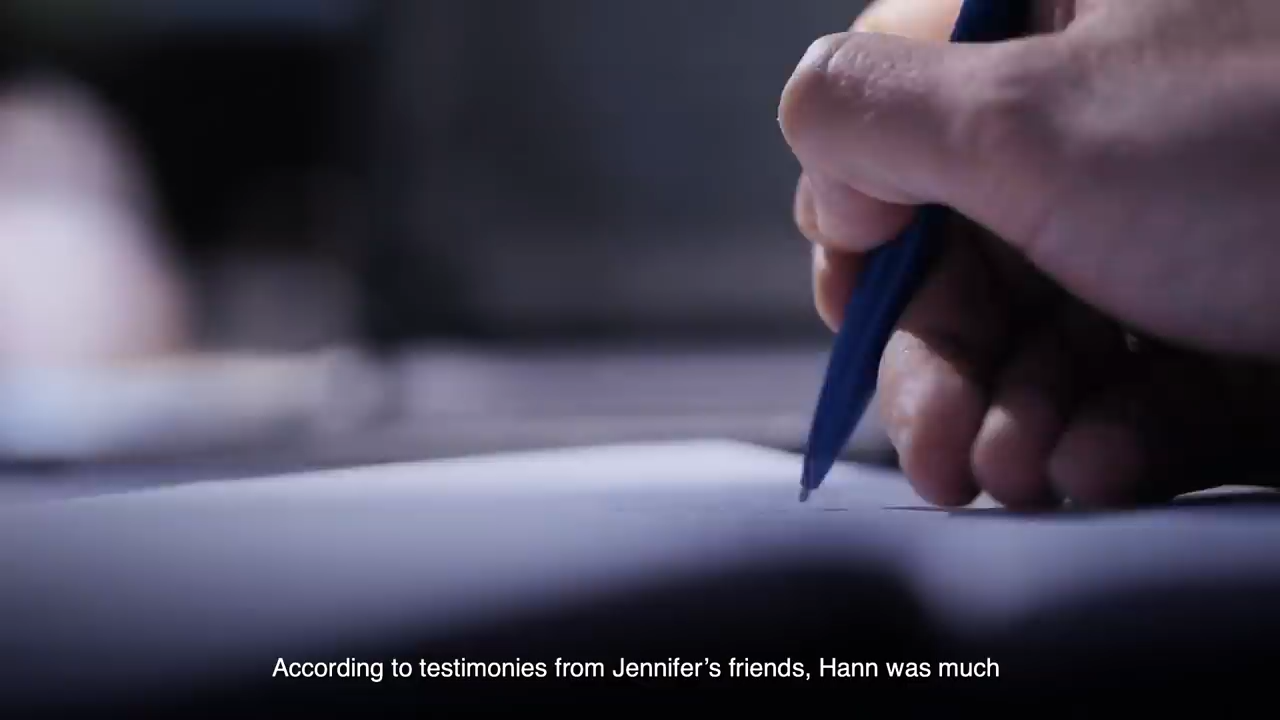 According to testimonies from Jennifer’s friends, Hann was much